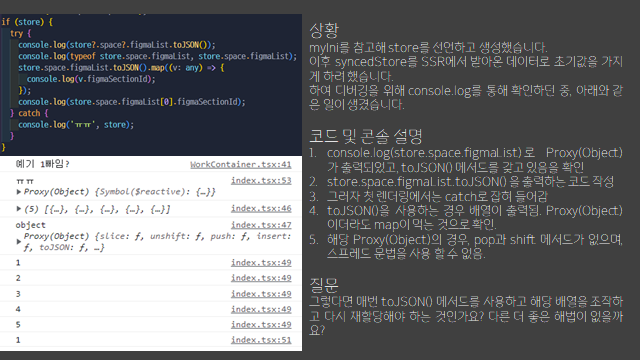 if (store) {
try {
console.log(store?.space?.figmaList.toJSON());
console.log(typeof store.space.figmaList, store.space.figmaList);
store.space.figmaList.toJSON().map((v: any) => {
console.log(v.figmaSectionId);
});
console.log(store.space.figmaList[0].figmaSectionId);
} catch {
console.log('ㅠㅠ', store);
}
}
예기 1빠임? WorkContainer.tsx:41
ㅠㅠ index.tsx:53
▶ Proxy(Object) {Symbol($reactive): {…}}
▶ (5) [{…}, {…}, {…}, {…}, {…}] index.tsx:46
object index.tsx:47
▶ Proxy(Object) {slice: ƒ, unshift: ƒ, push: ƒ, insert: ƒ, toJSON: ƒ, …}
1 index.tsx:49
2 index.tsx:49
3 index.tsx:49
4 index.tsx:49
5 index.tsx:49
1 index.tsx:51
상황
myIni를 참고해 store를 선언하고 생성했습니다.
이후 syncedStore를 SSR에서 받아온 데이터로 초기값을 가지
게 하려 했습니다.
하여 디버깅을 위해 console.log를 통해 확인하던 중, 아래와 같
은 일이 생겼습니다.
코드 및 콘솔 설명
1. console.log(store.space.figmaList)로 Proxy(Object)
가 출력되었고, toJSON() 메서드를 갖고 있음을 확인
2. store.space.figmaList.toJSON()을 출력하는 코드 작성
3. 그러자 첫 렌더링에서는 catch로 잡혀 들어감
4. toJSON()을 사용하는 경우 배열이 출력됨. Proxy(Object)
이더라도 map이 먹는 것으로 확인.
5. 해당 Proxy(Object)의 경우, pop과 shift 메서드가 없으며,
스프레드 문법을 사용 할 수 없음.
질문
그렇다면 매번 toJSON() 메서드를 사용하고 해당 배열을 조작하
고 다시 재할당해야 하는 것인가요? 다른 더 좋은 해법이 없을까
요?